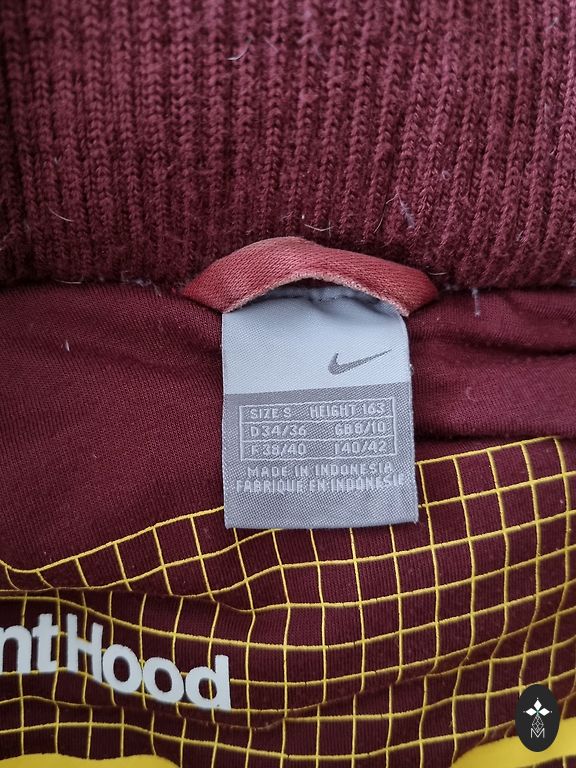 SIZE S HEIGHT 163
D 34/36 GB 8/10
F 38/40 I 40/42
MADE IN INDONESIA
FABRIQUE EN INDONESIE
ntHood
M